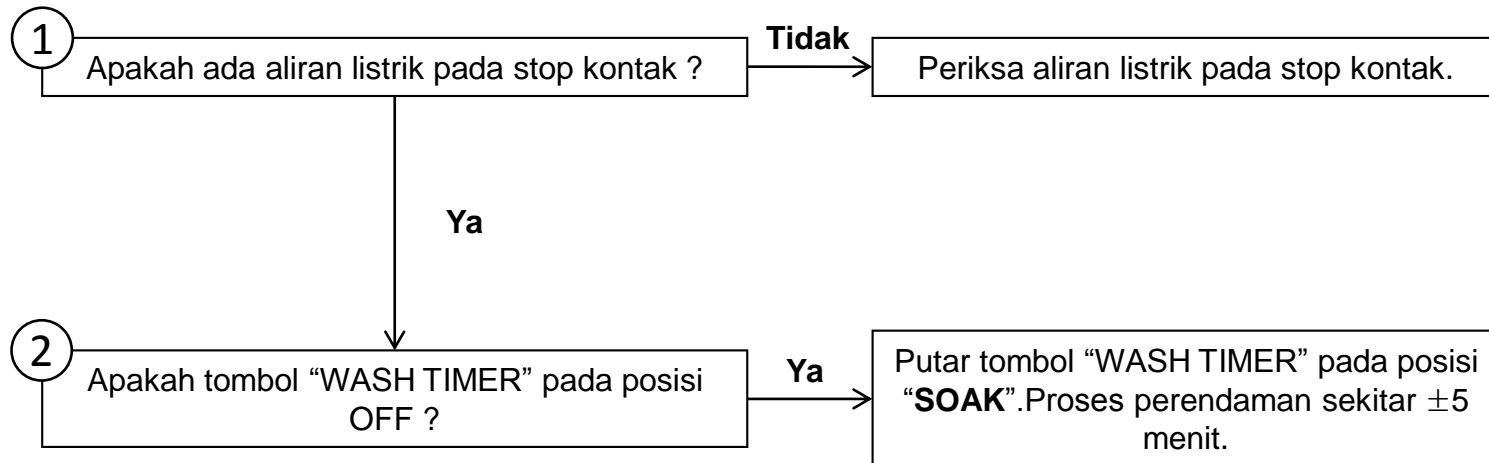 1
Apakah ada aliran listrik pada stop kontak ?
Tidak
Periksa aliran listrik pada stop kontak.
Ya
2
Apakah tombol “WASH TIMER” pada posisi
OFF ?
Ya
Putar tombol “WASH TIMER” pada posisi
“SOAK”.Proses perendaman sekitar ±5
menit.